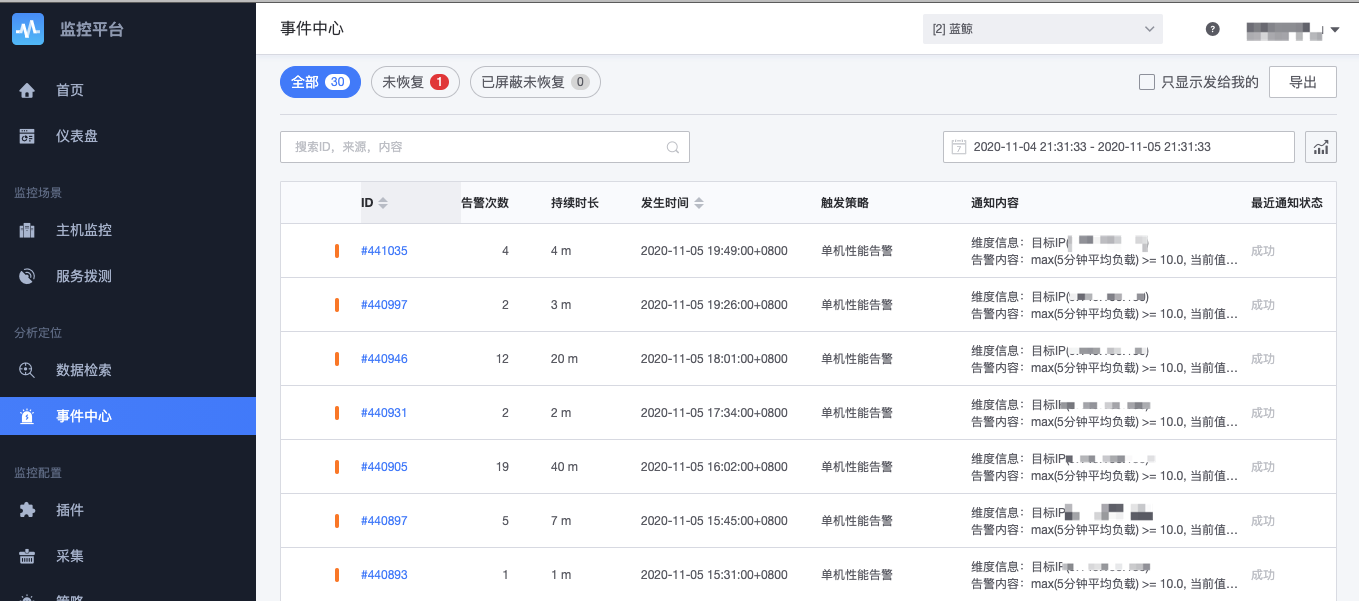 监控平台
首页
仪表盘
监控场景
主机监控
服务拨测
分析定位
数据检索
事件中心
监控配置
插件
采集
策略
事件中心
[2] 蓝鲸
全部 30 未恢复 1 已屏蔽未恢复 0
只显示发给我的 导出
搜索ID，来源，内容
2020-11-04 21:31:33 - 2020-11-05 21:31:33
ID 告警次数 持续时长 发生时间 触发策略 通知内容 最近通知状态
#441035 4 4 m 2020-11-05 19:49:00+0800 单机性能告警 维度信息：目标IP( 成功
告警内容：max(5分钟平均负载) >= 10.0, 当前值...
#440997 2 3 m 2020-11-05 19:26:00+0800 单机性能告警 维度信息：目标IP( ) 成功
告警内容：max(5分钟平均负载) >= 10.0, 当前值...
#440946 12 20 m 2020-11-05 18:01:00+0800 单机性能告警 维度信息：目标IP( ) 成功
告警内容：max(5分钟平均负载) >= 10.0, 当前值...
#440931 2 2 m 2020-11-05 17:34:00+0800 单机性能告警 维度信息：目标I 成功
告警内容：max(5分钟平均负载) >= 10.0, 当前值...
#440905 19 40 m 2020-11-05 16:02:00+0800 单机性能告警 维度信息：目标IP 成功
告警内容：max(5分钟平均负载) >= 10.0, 当前值...
#440897 5 7 m 2020-11-05 15:45:00+0800 单机性能告警 维度信息：目标IP 成功
告警内容：max(5分钟平均负载) >= 10.0, 当前值...
#440893 1 1 m 2020-11-05 15:31:00+0800 单机性能告警 维度信息：目标IP 成功
告警内容：max(5分钟平均负载) >= 10.0, 当前值...